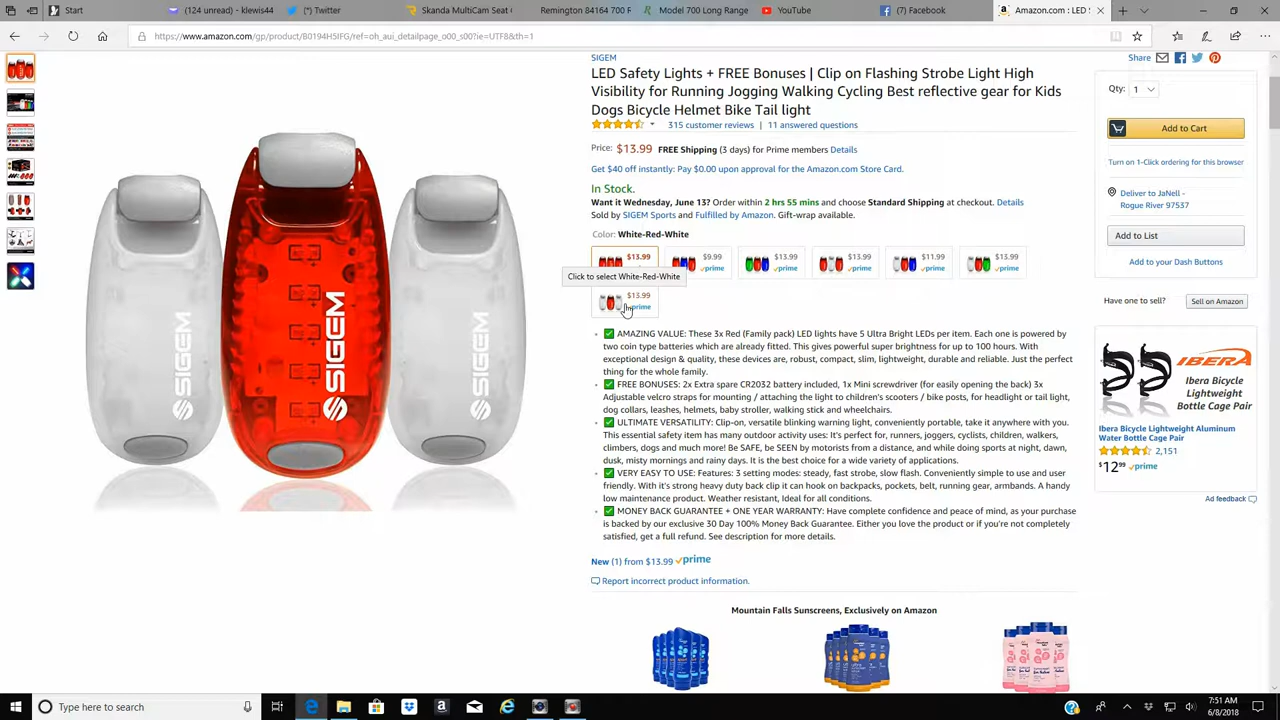 Start
(124 unread) - klewis44
(*) Twitter
Skanda MultiCam Seat
Remington 84164 700 F
Model 700 Long Range
YouTube
(7) Facebook
Amazon.com : LED S
https://www.amazon.com/gp/product/B0194H5IFG/ref=oh_aui_detailpage_o00_s00?ie=UTF8&th=1
SIGEM
LED Safety Lights + FREE Bonuses | Clip on Flashing Strobe Light High
Visibility for Running Jogging Walking Cycling Best reflective gear for Kids
Dogs Bicycle Helmet Bike Tail light
315 customer reviews | 11 answered questions
Price: $13.99 FREE Shipping (3 days) for Prime members Details
Get $40 off instantly: Pay $0.00 upon approval for the Amazon.com Store Card.
In Stock.
Want it Wednesday, June 13? Order within 2 hrs 55 mins and choose Standard Shipping at checkout. Details
Sold by SIGEM Sports and Fulfilled by Amazon. Gift-wrap available.
Color: White-Red-White
$13.99 $9.99 $13.99 $13.99 $11.99 $13.99
prime prime prime prime prime
Click to select White-Red-White
$13.99
prime
AMAZING VALUE: These 3x Red (Family pack) LED lights have 5 Ultra Bright LEDs per item. Each one is powered by
two coin type batteries which are already fitted. This gives powerful super brightness for up to 100 hours. With
exceptional design & quality, these devices are, robust, compact, slim, lightweight, durable and reliable. Just the perfect
thing for the whole family.
FREE BONUSES: 2x Extra spare CR2032 battery included, 1x Mini screwdriver (for easily opening the back) 3x
Adjustable velcro straps for mounting / attaching the light to children's scooters / bike posts, for headlight or tail light,
dog collars, leashes, helmets, baby stroller, walking stick and wheelchairs.
ULTIMATE VERSATILITY: Clip-on, versatile blinking warning light, conveniently portable, take it anywhere with you.
This essential safety item has many outdoor activity uses: It's perfect for, runners, joggers, cyclists, children, walkers,
climbers, dogs and much more! Be SAFE, be SEEN by motorists from a distance, and while doing sports at night, dawn,
dusk, misty mornings and rainy days. It is the best choice for a wide variety of applications.
VERY EASY TO USE: Features: 3 setting modes: steady, fast strobe, slow flash. Conveniently simple to use and user
friendly. With it's strong heavy duty back clip it can hook on backpacks, pockets, belt, running gear, armbands. A handy
low maintenance product. Weather resistant, Ideal for all conditions.
MONEY BACK GUARANTEE + ONE YEAR WARRANTY: Have complete confidence and peace of mind, as your purchase
is backed by our exclusive 30 Day 100% Money Back Guarantee. Either you love the product or if you're not completely
satisfied, get a full refund. See description for more details.
New (1) from $13.99 prime
Report incorrect product information.
Mountain Falls Sunscreens, Exclusively on Amazon
SIGEM
SIGEM
SIGEM
Share
Qty: 1
Add to Cart
Turn on 1-Click ordering for this browser
Deliver to JaNell -
Rogue River 97537
Add to List
Add to your Dash Buttons
Have one to sell? Sell on Amazon
IBERA
Ibera Bicycle
Lightweight
Bottle Cage Pair
Ibera Bicycle Lightweight Aluminum
Water Bottle Cage Pair
2,151
$12.99 prime
Ad feedback
Type here to search
7:51 AM
6/8/2018